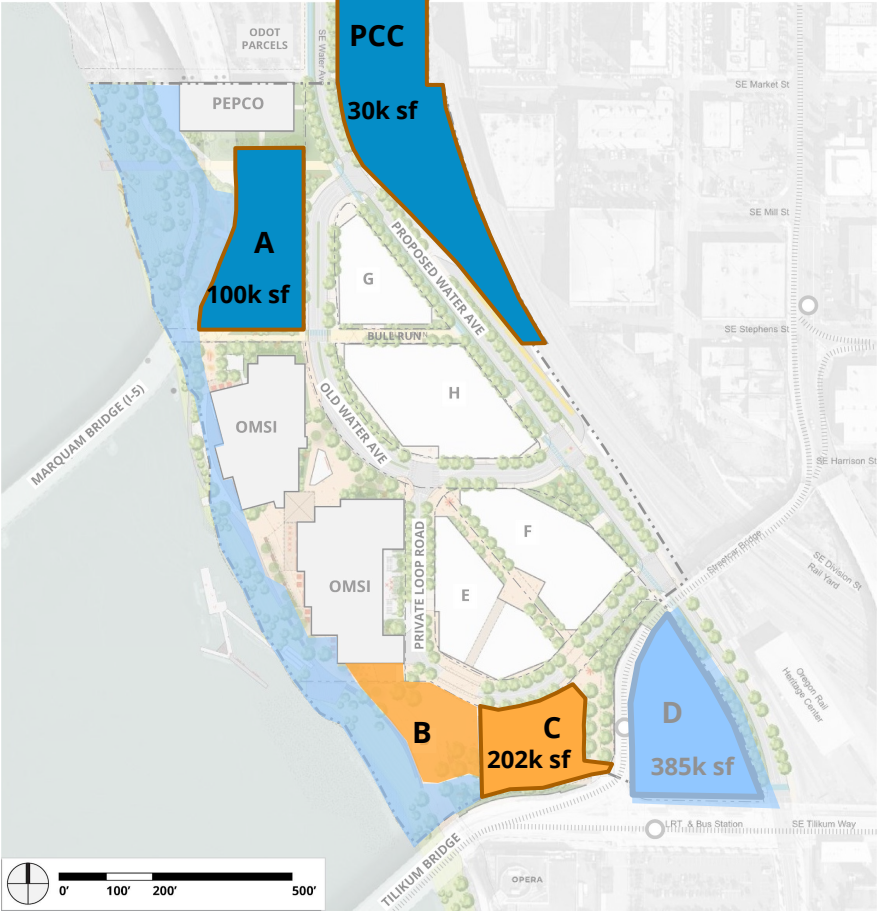 ODOT
PARCELS
SE Water Ave
PCC
SE Market St
PEPCO
30k sf
SE Mill St
A
PROPOSED WATER AVE
G
100k sf
SE Stephens St
BULL RUN
MARQUAM BRIDGE (I-5)
OLD WATER AVE
H
OMSI
SE Harrison St
F
Streetcar Bridge
SE Division St
Rail Yard
PRIVATE LOOP ROAD
OMSI
E
Oregon Rail
Heritage Center
B
C
D
202k sf
385k sf
LRT & Bus Station
SE Tilikum Way
TILIKUM BRIDGE
OPERA
0'
100'
200'
500'